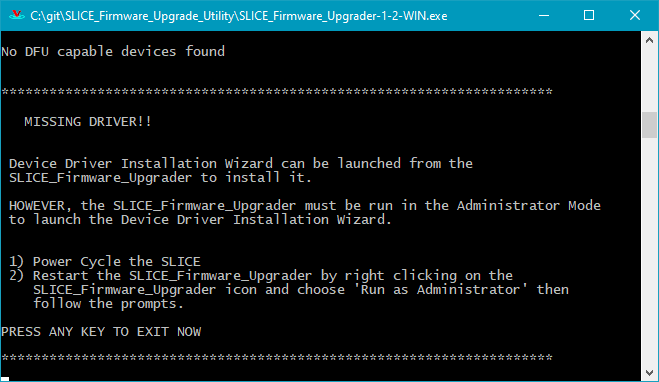 C:\git\SLICE_Firmware_Upgrade_Utility\SLICE_Firmware_Upgrader-1-2-WIN.exe
No DFU capable devices found
*********************************************************************
MISSING DRIVER!!
Device Driver Installation Wizard can be launched from the
SLICE_Firmware_Upgrader to install it.
HOWEVER, the SLICE_Firmware_Upgrader must be run in the Administrator Mode
to launch the Device Driver Installation Wizard.
1) Power Cycle the SLICE
2) Restart the SLICE_Firmware_Upgrader by right clicking on the
SLICE_Firmware_Upgrader icon and choose 'Run as Administrator' then
follow the prompts.
PRESS ANY KEY TO EXIT NOW
*********************************************************************